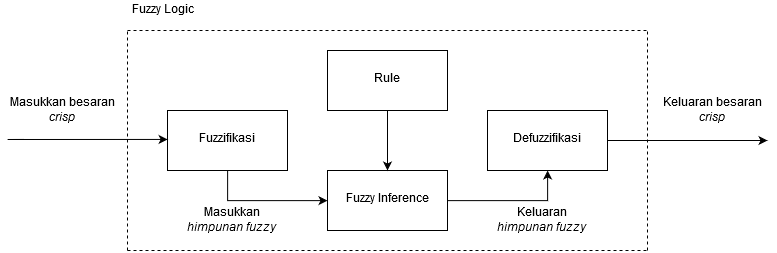 Fuzzy Logic
Rule
Masukkan besaran
crisp
Keluaran besaran
crisp
Fuzzifikasi
Defuzzifikasi
Fuzzy Inference
Masukkan
himpunan fuzzy
Keluaran
himpunan fuzzy